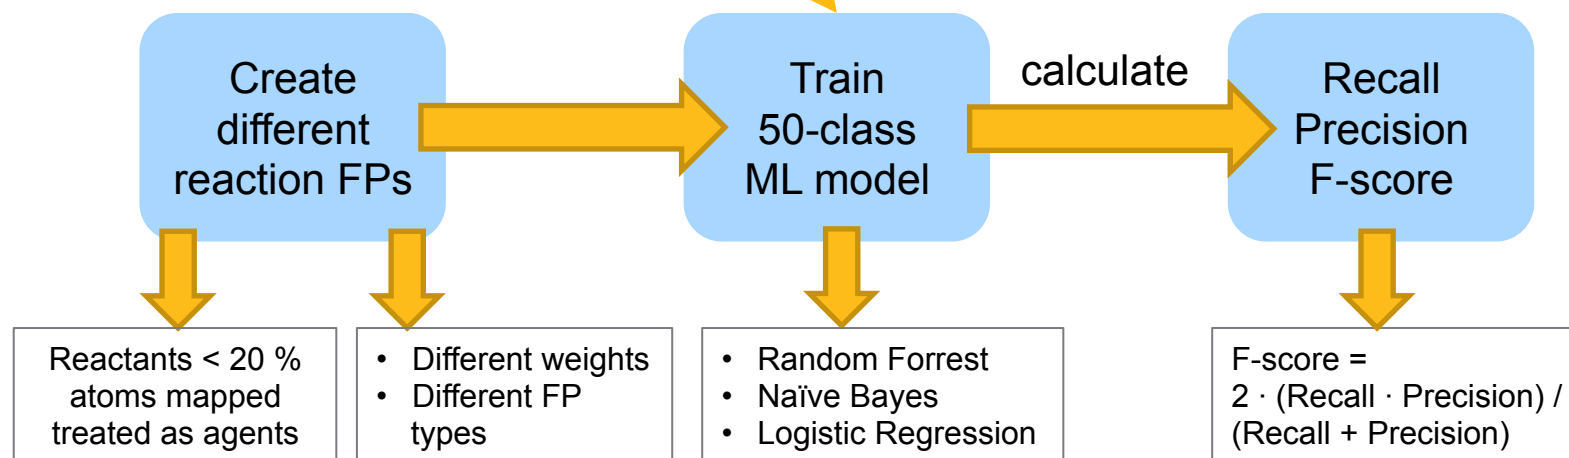 Create
different
reaction FPs
Train
50-class
ML model
calculate
Recall
Precision
F-score
Reactants < 20 %
atoms mapped
treated as agents
• Different weights
• Different FP
types
• Random Forrest
• Naïve Bayes
• Logistic Regression
F-score =
2 · (Recall · Precision) /
(Recall + Precision)